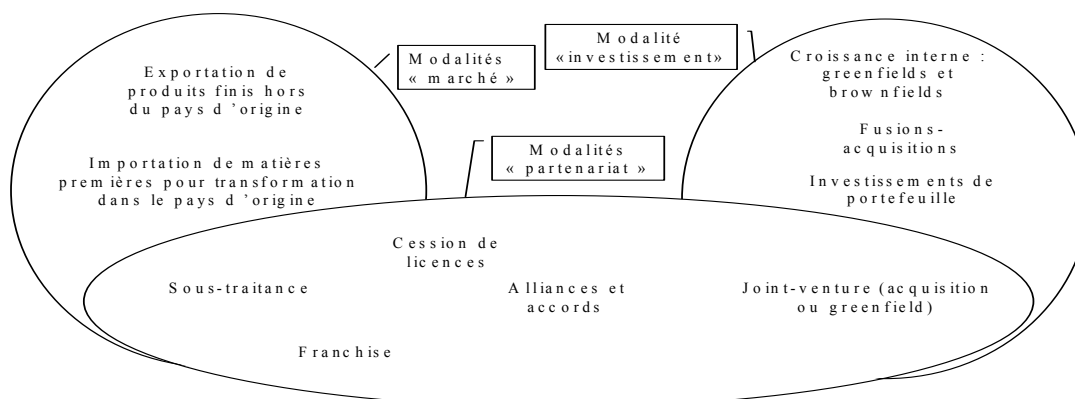 Exportation de
produits finis hors
du pays d'origine
Importation de matières
premières pour transformation
dans le pays d'origine
Modalités
« marché »
Modalité
«investissement»
Modalités
« partenariat »
Croissance interne :
greenfields et
brownfields
Fusions-
acquisitions
Investissements de
portefeuille
Cession de
licences
Sous-traitance
Alliances et
accords
Joint-venture (acquisition
ou greenfield)
Franchise